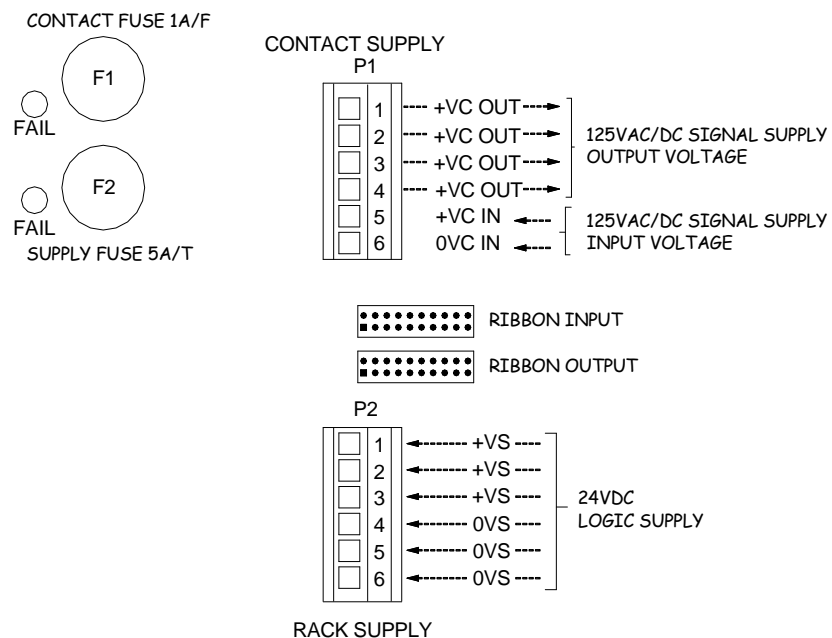 CONTACT FUSE 1A/F
F1
FAIL
F2
FAIL
SUPPLY FUSE 5A/T
CONTACT SUPPLY
P1
1 +VC OUT
2 +VC OUT
3 +VC OUT
4 +VC OUT
125VAC/DC SIGNAL SUPPLY
OUTPUT VOLTAGE
5 +VC IN
6 0VC IN
125VAC/DC SIGNAL SUPPLY
INPUT VOLTAGE
RIBBON INPUT
RIBBON OUTPUT
P2
1 +VS
2 +VS
3 +VS
4 0VS
5 0VS
6 0VS
24VDC
LOGIC SUPPLY
RACK SUPPLY